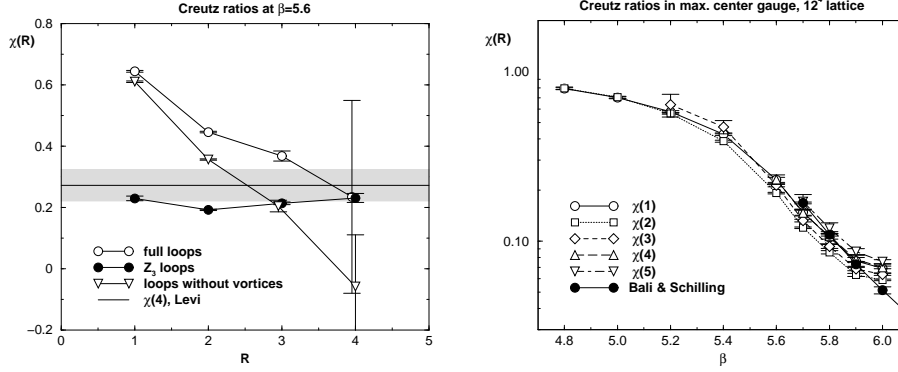 Creutz ratios at β=5.6
χ(R)
0.8
0.6
0.4
0.2
0
−0.2
full loops
Z3 loops
loops without vortices
χ(4), Levi
0
1
2
3
4
5
R
Creutz ratios in max. center gauge, 12⁴ lattice
χ(R)
1.00
0.10
χ(1)
χ(2)
χ(3)
χ(4)
χ(5)
Bali & Schilling
4.8
5.0
5.2
5.4
5.6
5.8
6.0
β